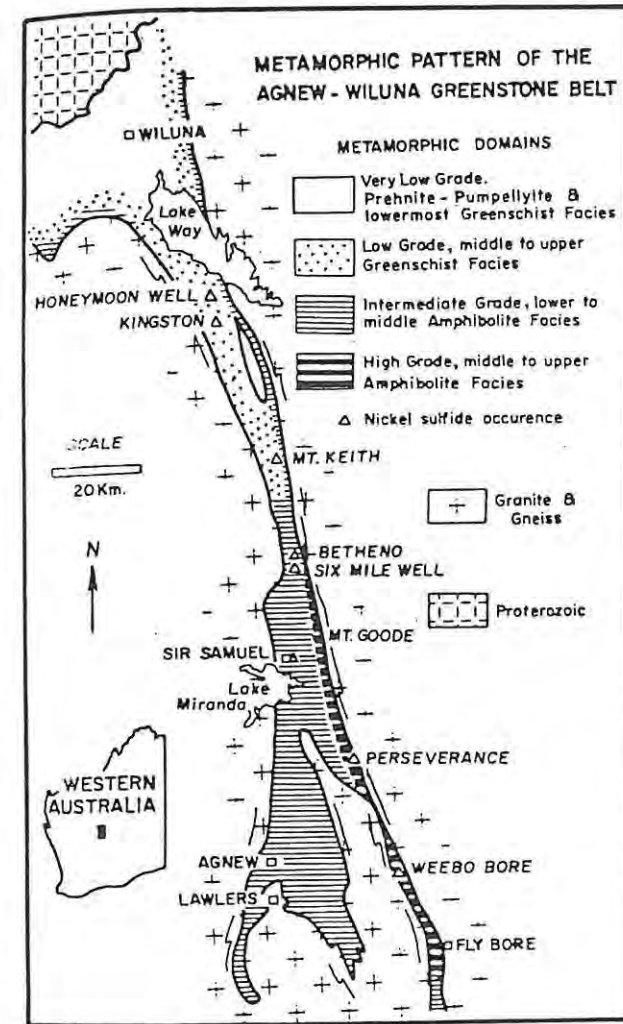 METAMORPHIC PATTERN OF THE
AGNEW - WILUNA GREENSTONE BELT
METAMORPHIC DOMAINS
Very Low Grade.
Prehnite - Pumpellyite &
lowermost Greenschist Facies
Low Grade, middle to upper
Greenschist Facies
Intermediate Grade, lower to
middle Amphibolite Facies
High Grade, middle to upper
Amphibolite Facies
Nickel sulfide occurence
Granite &
Gneiss
Proterozoic
WILUNA
Lake
Way
HONEYMOON WELL
KINGSTON
SCALE
20 Km.
MT. KEITH
N
BETHENO
SIX MILE WELL
MT. GOODE
SIR SAMUEL
Lake
Miranda
PERSEVERANCE
WESTERN
AUSTRALIA
AGNEW
WEEBO BORE
LAWLERS
FLY BORE